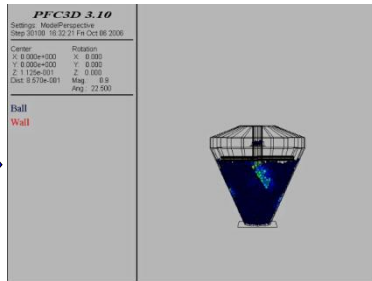 PFC3D 3.10
Settings: ModelPerspective
Step 30100 16:32:21 Fri Oct 06 2006
Center Rotation
X: 0.000e+000 X: 0.000
Y: 0.000e+000 Y: 0.000
Z: 1.125e-001 Z: 0.000
Dist: 8.570e-001 Mag.: 0.9
Ang.: 22.500
Ball
Wall